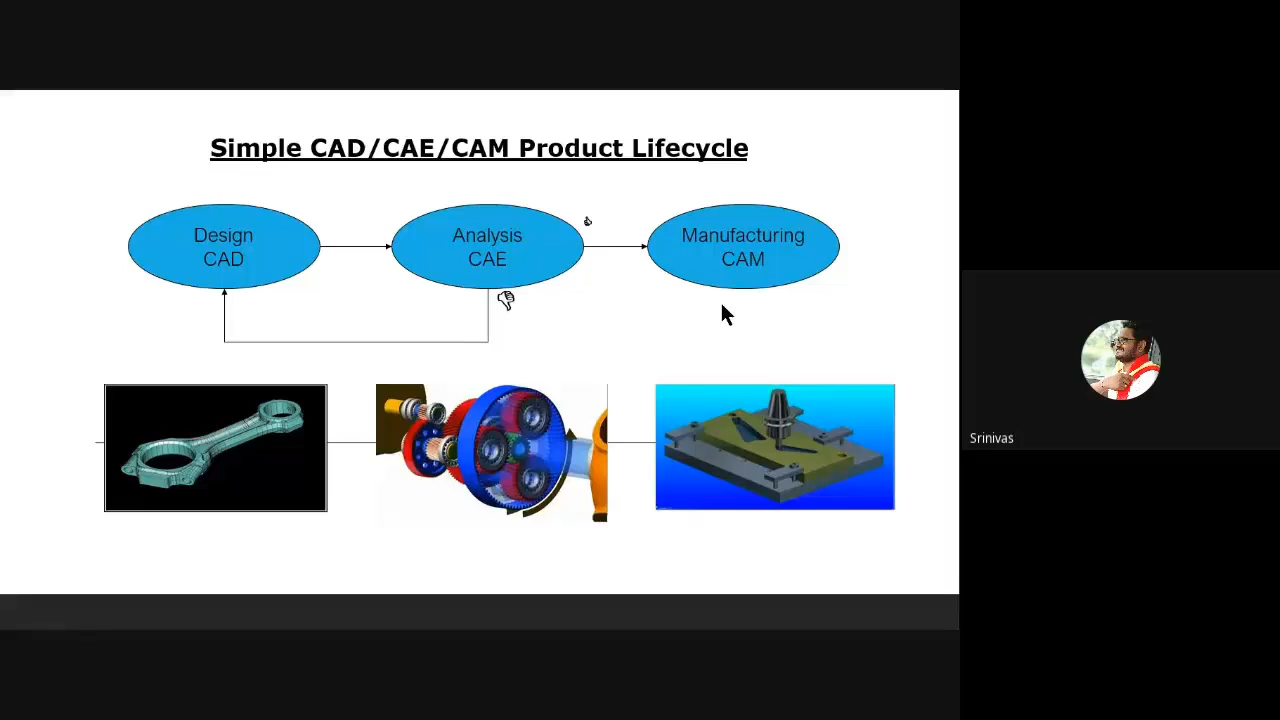 Simple CAD/CAE/CAM Product Lifecycle
Design
CAD
Analysis
CAE
Manufacturing
CAM
Srinivas